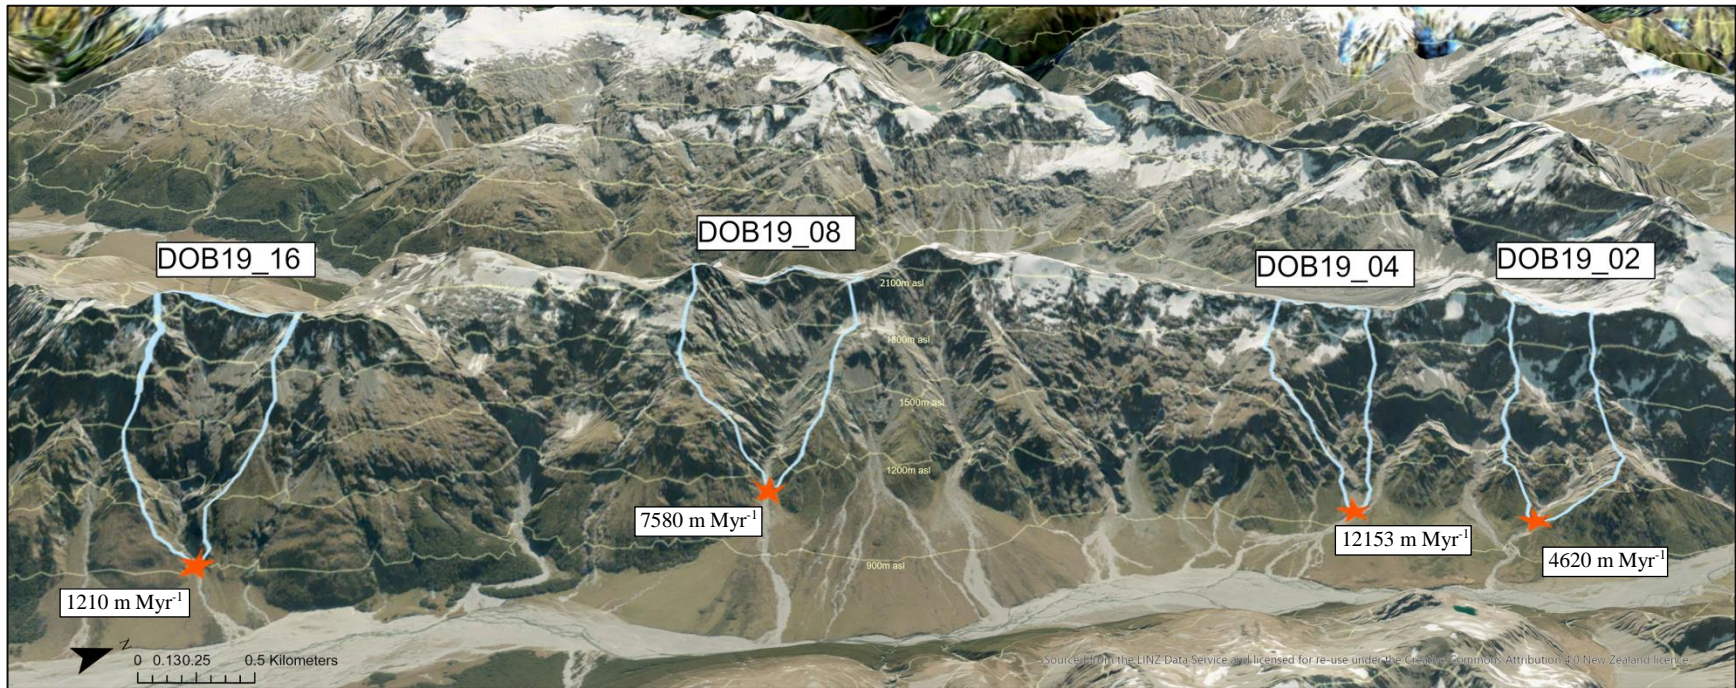 DOB19_16
DOB19_08
DOB19_04
DOB19_02
2100m asl
1800m asl
1500m asl
1200m asl
900m asl
7580 m Myr-1
12153 m Myr-1
4620 m Myr-1
1210 m Myr-1
N
0 0.130.25 0.5 Kilometers
Sourced from the LINZ Data Service and licensed for re-use under the Creative Commons Attribution 4.0 New Zealand licence